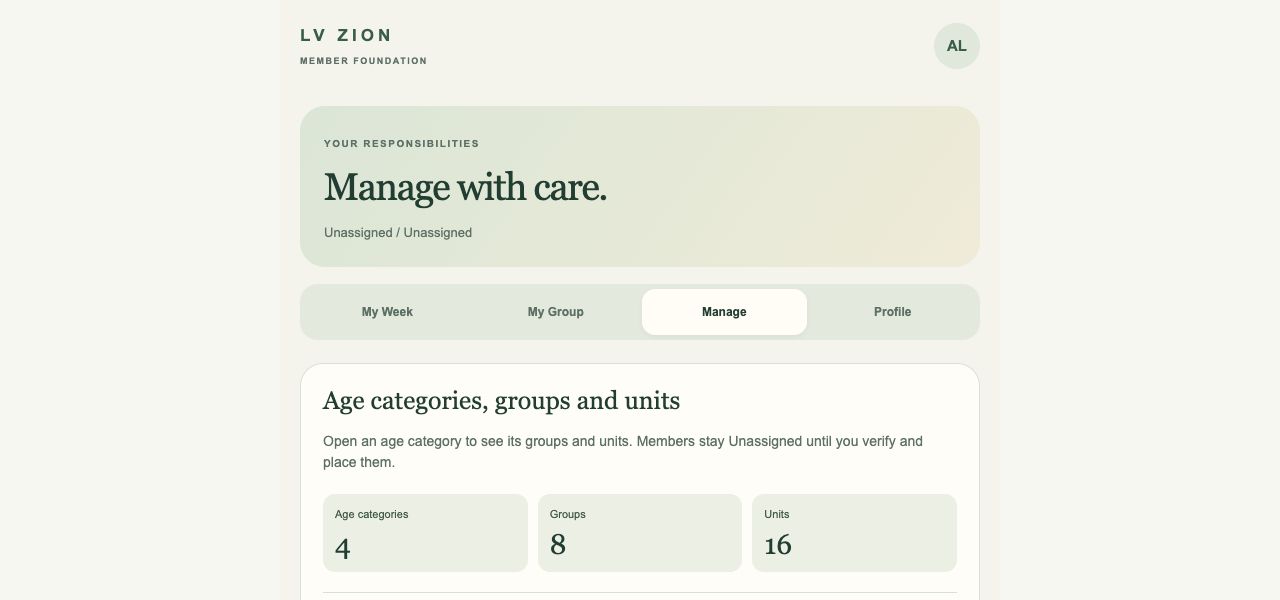 LV ZION
MEMBER FOUNDATION
AL
YOUR RESPONSIBILITIES
Manage with care.
Unassigned / Unassigned
My Week
My Group
Manage
Profile
Age categories, groups and units
Open an age category to see its groups and units. Members stay Unassigned until you verify and
place them.
Age categories
4
Groups
8
Units
16